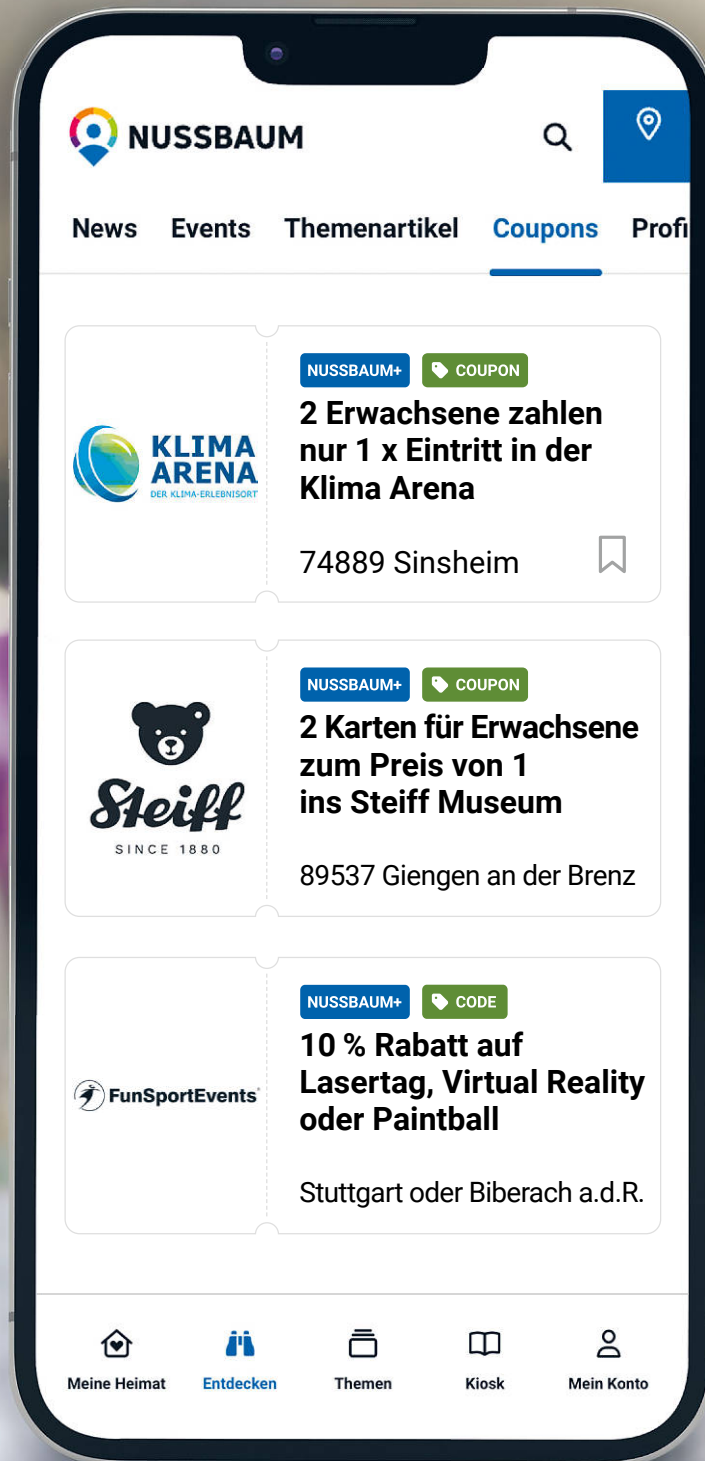 NUSSBAUM
News Events Themenartikel Coupons Profi
KLIMA
ARENA
DER KLIMA-ERLEBNISORT
NUSSBAUM+ COUPON
2 Erwachsene zahlen
nur 1 x Eintritt in der
Klima Arena
74889 Sinsheim
Steiff
SINCE 1880
NUSSBAUM+ COUPON
2 Karten für Erwachsene
zum Preis von 1
ins Steiff Museum
89537 Giengen an der Brenz
FunSportEvents
NUSSBAUM+ CODE
10 % Rabatt auf
Lasertag, Virtual Reality
oder Paintball
Stuttgart oder Biberach a.d.R.
Meine Heimat Entdecken Themen Kiosk Mein Konto